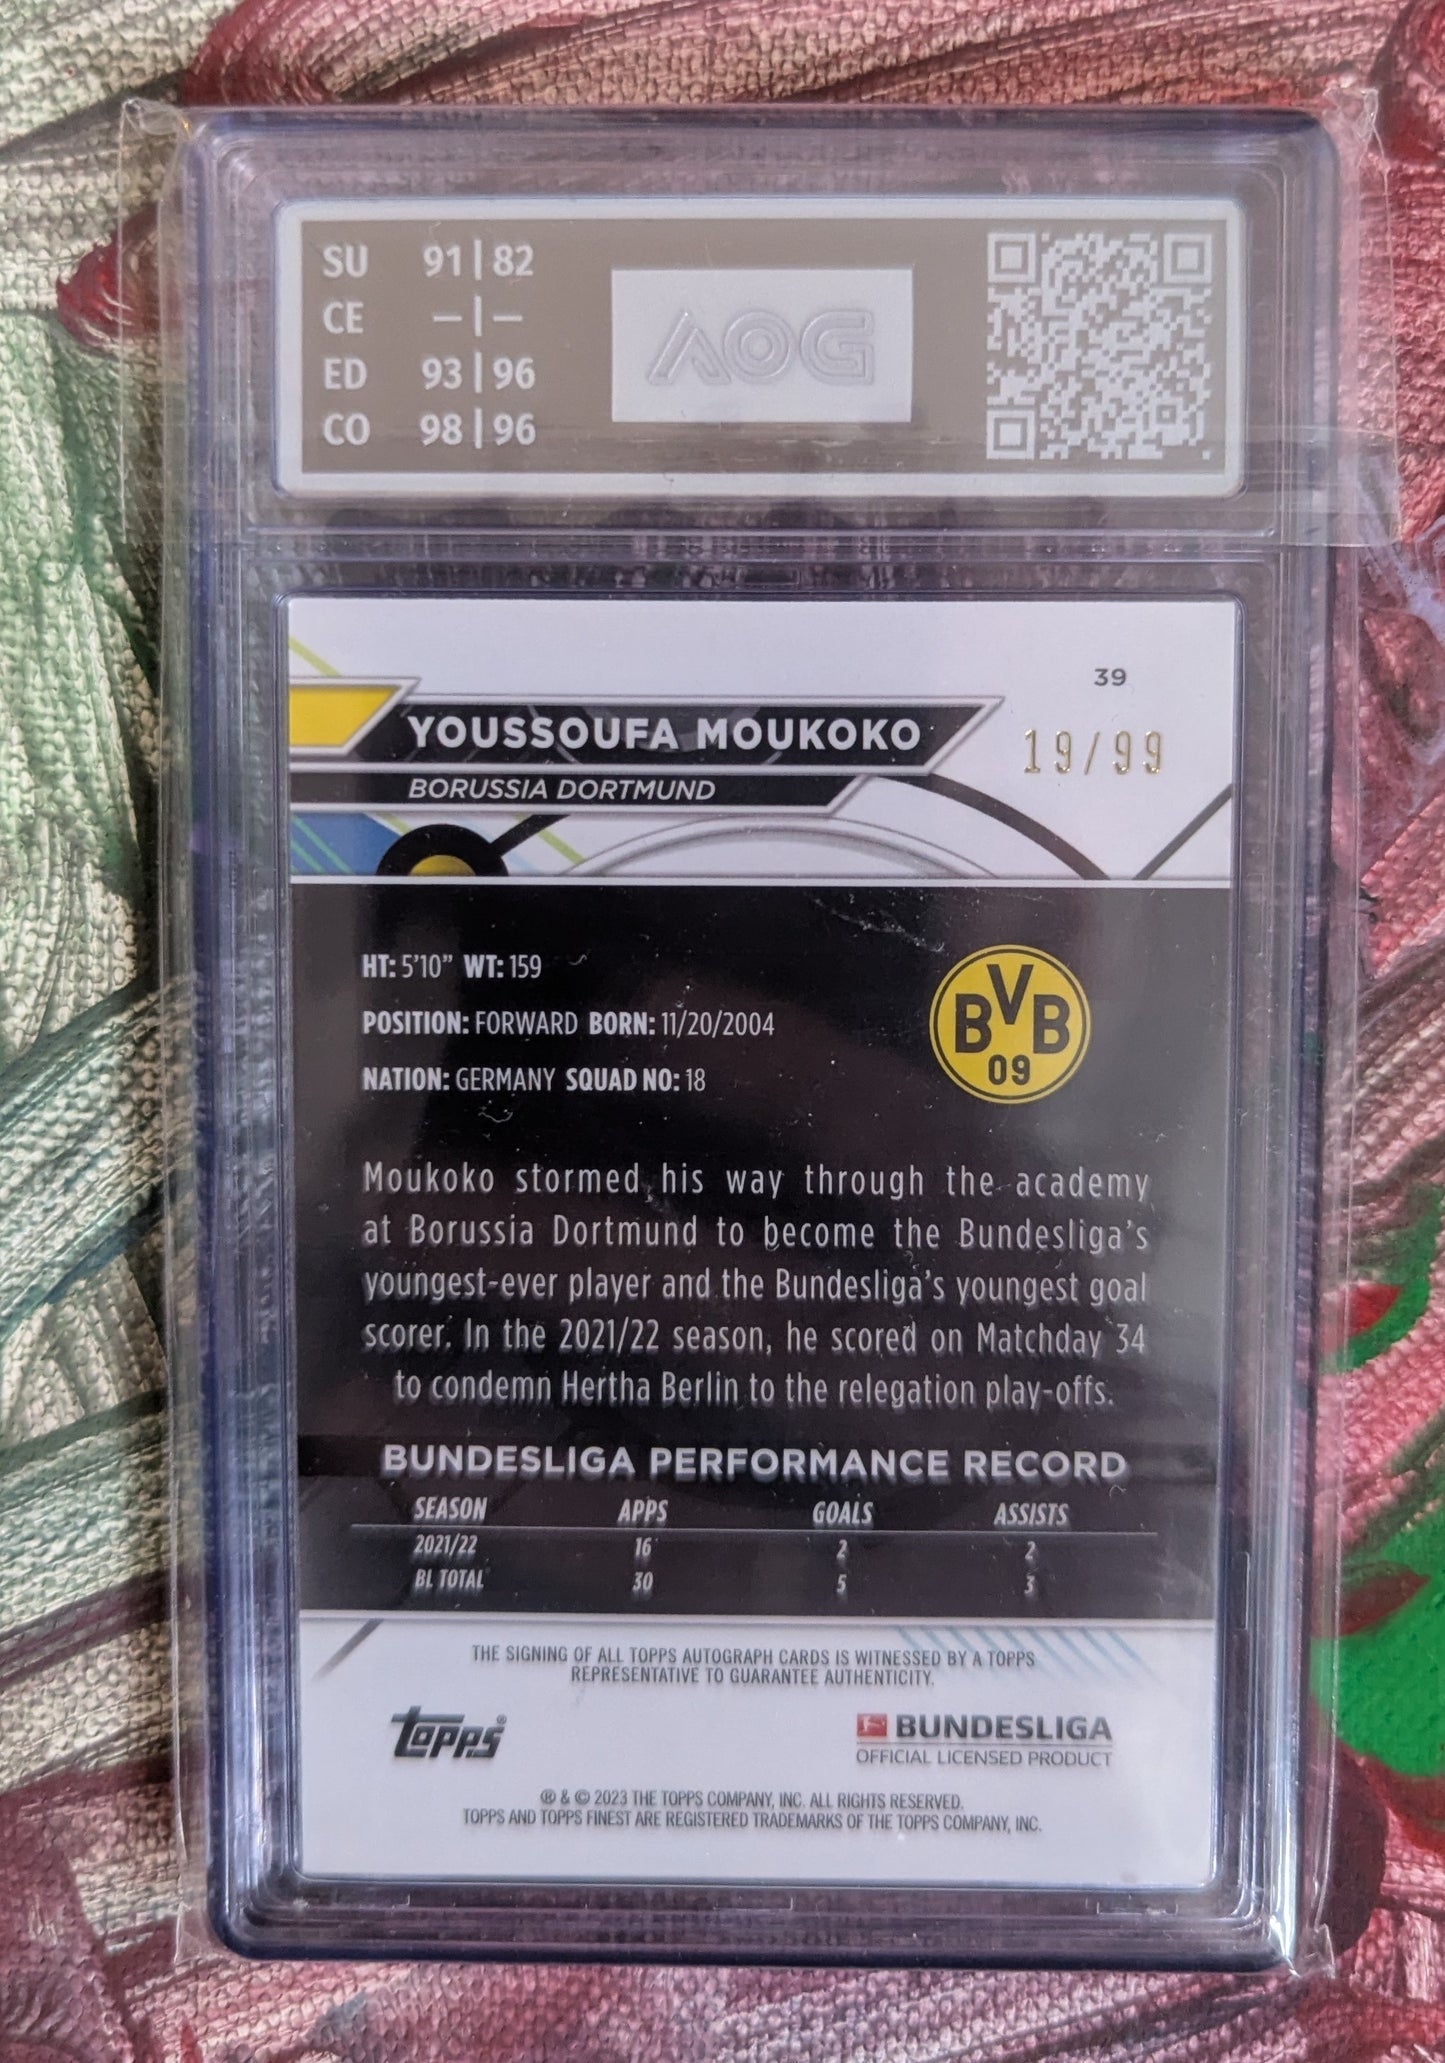 SU 91|82
CE –|–
ED 93|96
CO 98|96
AOG
39
YOUSSOUFA MOUKOKO
19/99
BORUSSIA DORTMUND
HT: 5'10" WT: 159
POSITION: FORWARD BORN: 11/20/2004
NATION: GERMANY SQUAD NO: 18
BVB
09
Moukoko stormed his way through the academy
at Borussia Dortmund to become the Bundesliga's
youngest-ever player and the Bundesliga's youngest goal
scorer. In the 2021/22 season, he scored on Matchday 34
to condemn Hertha Berlin to the relegation play-offs.
BUNDESLIGA PERFORMANCE RECORD
SEASON APPS GOALS ASSISTS
2021/22 16 2 2
BL TOTAL 30 5 3
THE SIGNING OF ALL TOPPS AUTOGRAPH CARDS IS WITNESSED BY A TOPPS
REPRESENTATIVE TO GUARANTEE AUTHENTICITY.
topps®
BUNDESLIGA
OFFICIAL LICENSED PRODUCT
® & © 2023 THE TOPPS COMPANY, INC. ALL RIGHTS RESERVED.
TOPPS AND TOPPS FINEST ARE REGISTERED TRADEMARKS OF THE TOPPS COMPANY, INC.